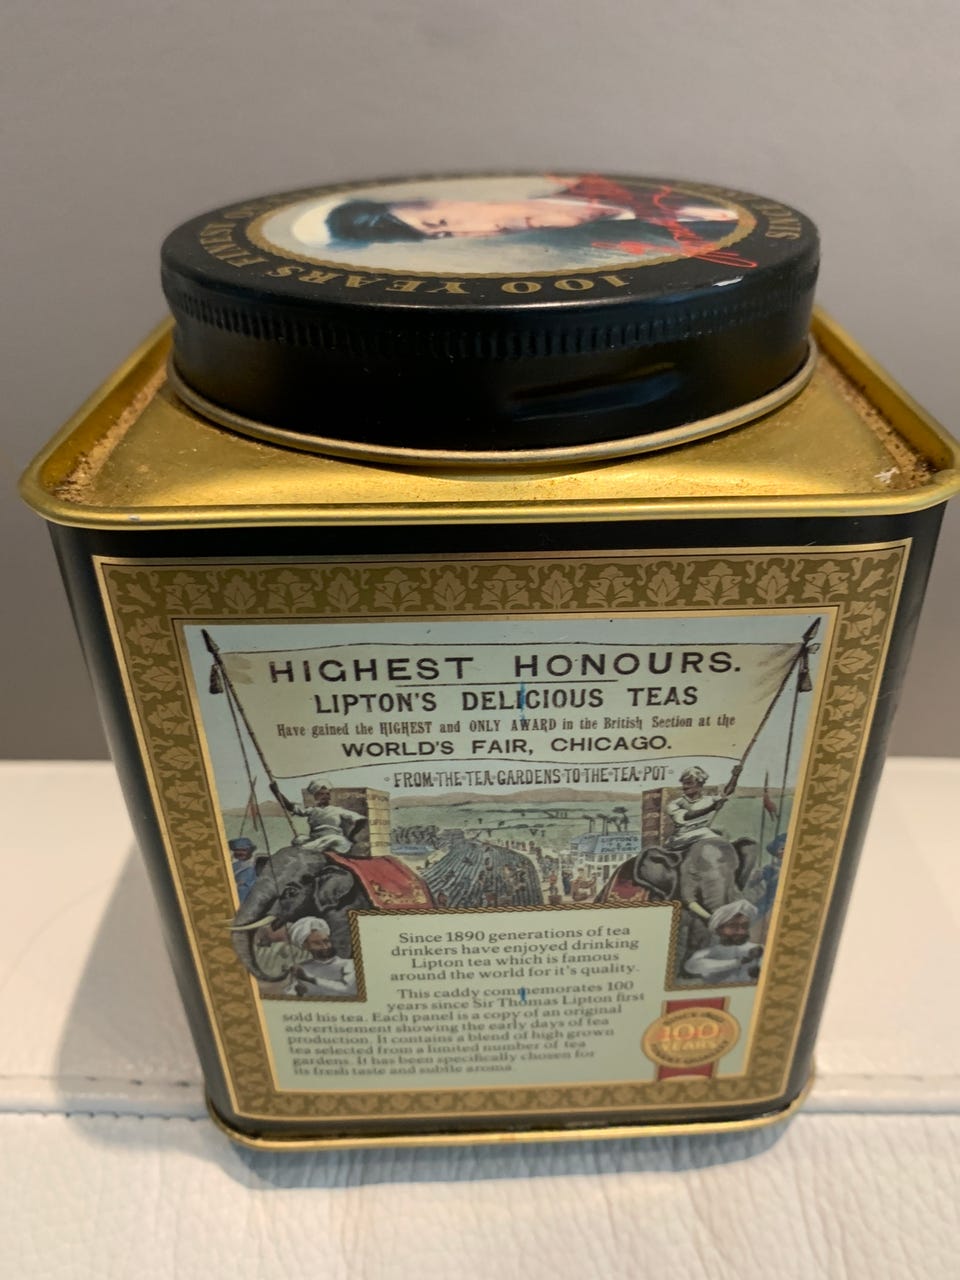 100 YEARS
HIGHEST HONOURS.
LIPTON'S DELICIOUS TEAS
Have gained the HIGHEST and ONLY AWARD in the British Section at the
WORLD'S FAIR, CHICAGO.
FROM·THE·TEA·GARDENS·TO·THE·TEA·POT
LIPTON'S
TEA
FACTORY
Since 1890 generations of tea
drinkers have enjoyed drinking
Lipton tea which is famous
around the world for it's quality.
This caddy commemorates 100
years since Sir Thomas Lipton first
sold his tea. Each panel is a copy of an original
advertisement showing the early days of tea
production. It contains a blend of high grown
tea selected from a limited number of tea
gardens. It has been specifically chosen for
its fresh taste and subtle aroma.
100
YEARS